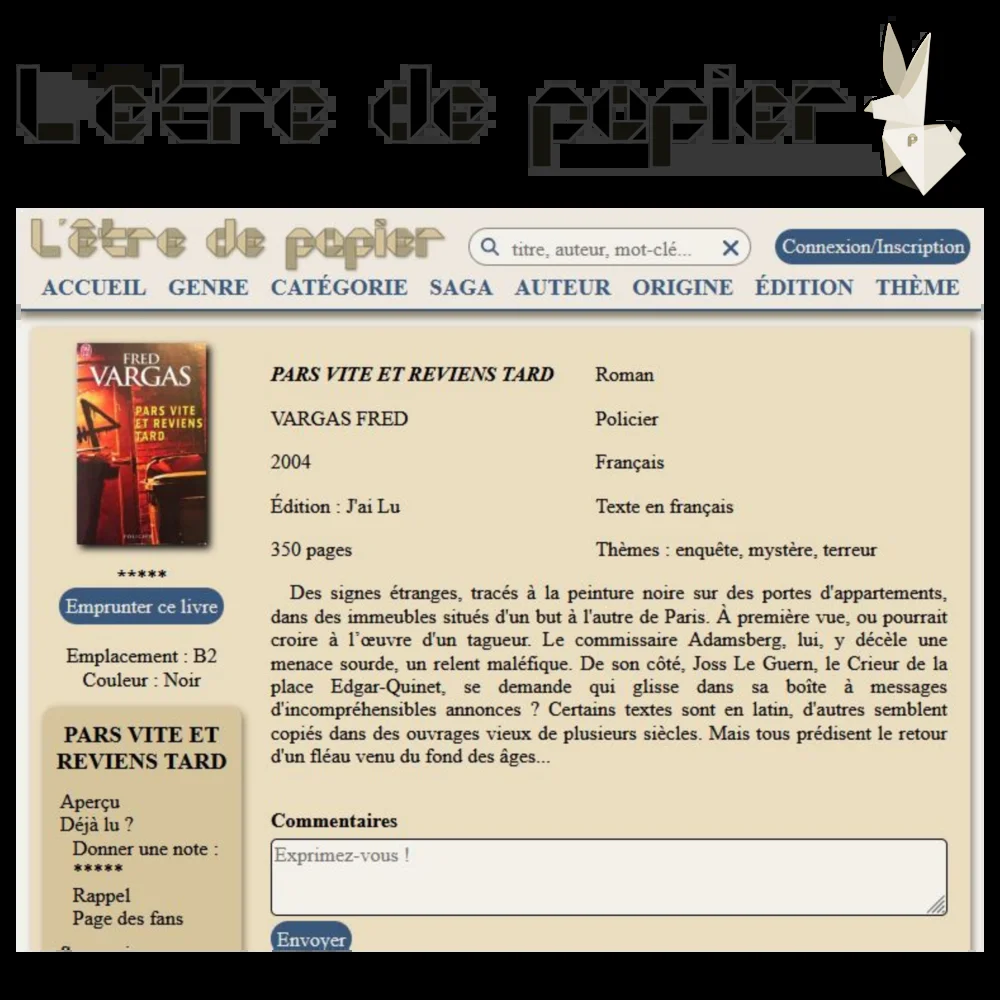 L'être de papier
P
L'être de papier
titre, auteur, mot-clé...
Connexion/Inscription
ACCUEIL GENRE CATÉGORIE SAGA AUTEUR ORIGINE ÉDITION THÈME
FRED
VARGAS
PARS VITE
ET REVIENS
TARD
POLICIER
*****
Emprunter ce livre
Emplacement : B2
Couleur : Noir
PARS VITE ET
REVIENS TARD
Aperçu
Déjà lu ?
Donner une note :
*****
Rappel
Page des fans
PARS VITE ET REVIENS TARD
Roman
VARGAS FRED
Policier
2004
Français
Édition : J'ai Lu
Texte en français
350 pages
Thèmes : enquête, mystère, terreur
Des signes étranges, tracés à la peinture noire sur des portes d'appartements,
dans des immeubles situés d'un but à l'autre de Paris. À première vue, ou pourrait
croire à l’œuvre d'un tagueur. Le commissaire Adamsberg, lui, y décèle une
menace sourde, un relent maléfique. De son côté, Joss Le Guern, le Crieur de la
place Edgar-Quinet, se demande qui glisse dans sa boîte à messages
d'incompréhensibles annonces ? Certains textes sont en latin, d'autres semblent
copiés dans des ouvrages vieux de plusieurs siècles. Mais tous prédisent le retour
d'un fléau venu du fond des âges...
Commentaires
Exprimez-vous !
Envoyer